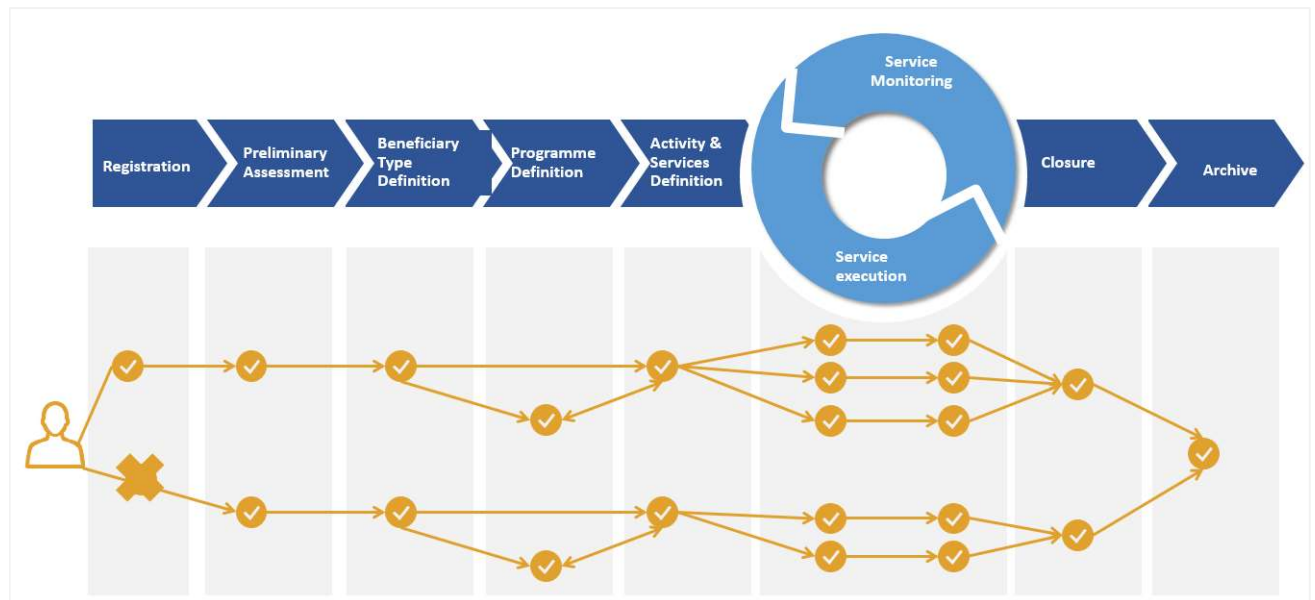 Registration
Preliminary
Assessment
Beneficiary
Type
Definition
Programme
Definition
Activity &
Services
Definition
Service
Monitoring
Service
execution
Closure
Archive